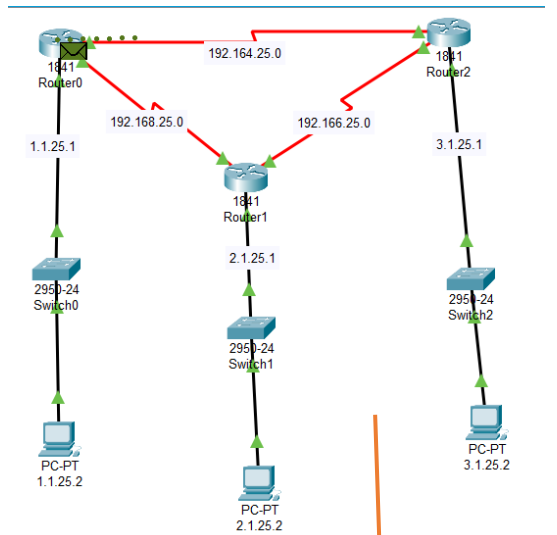 1841
Router0
192.164.25.0
1841
Router2
192.168.25.0
192.166.25.0
1.1.25.1
3.1.25.1
1841
Router1
2.1.25.1
2950-24
Switch0
2950-24
Switch2
2950-24
Switch1
PC-PT
1.1.25.2
PC-PT
3.1.25.2
PC-PT
2.1.25.2